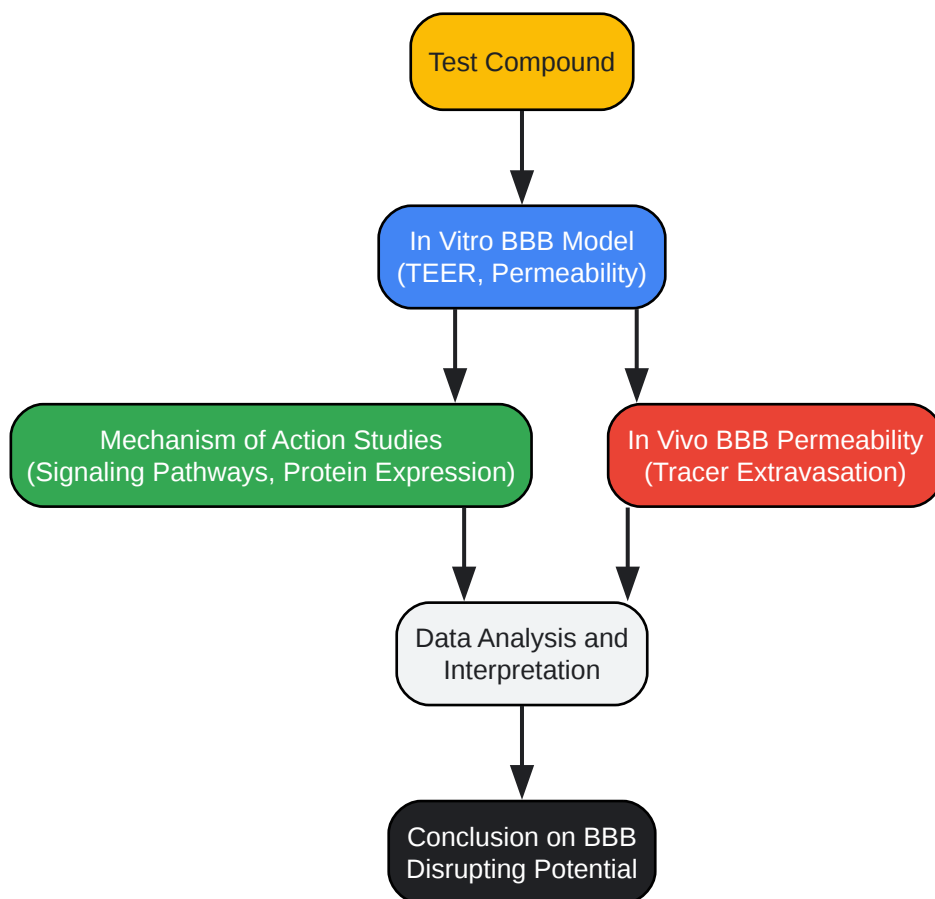 Test Compound
In Vitro BBB Model
(TEER, Permeability)
Mechanism of Action Studies
(Signaling Pathways, Protein Expression)
In Vivo BBB Permeability
(Tracer Extravasation)
Data Analysis and
Interpretation
Conclusion on BBB
Disrupting Potential